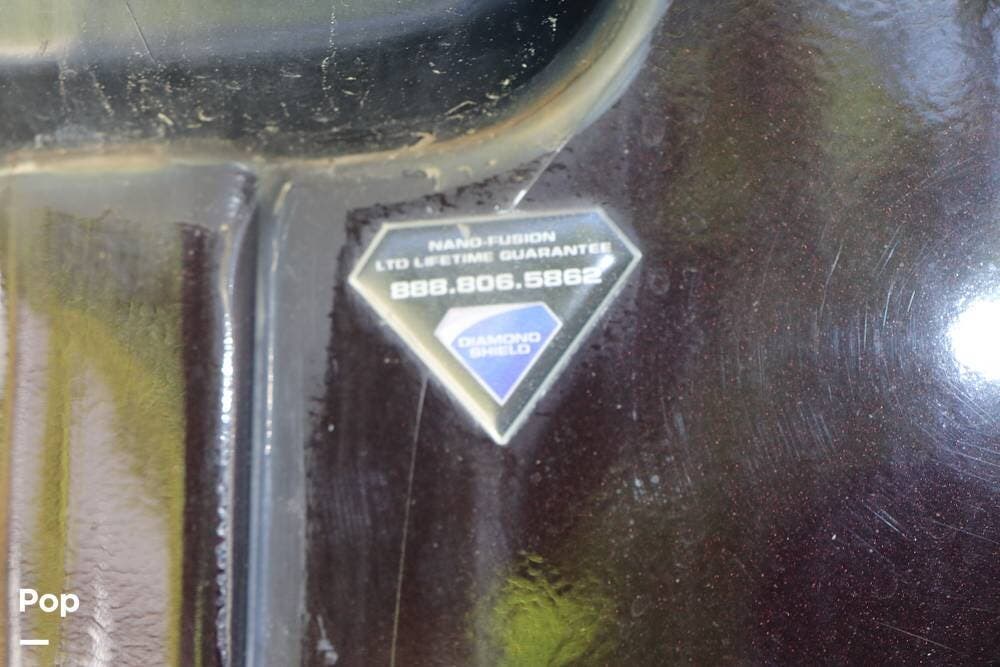 NANO-FUSION
LTD LIFETIME GUARANTEE
888.806.5862
DIAMOND
SHIELD
Pop